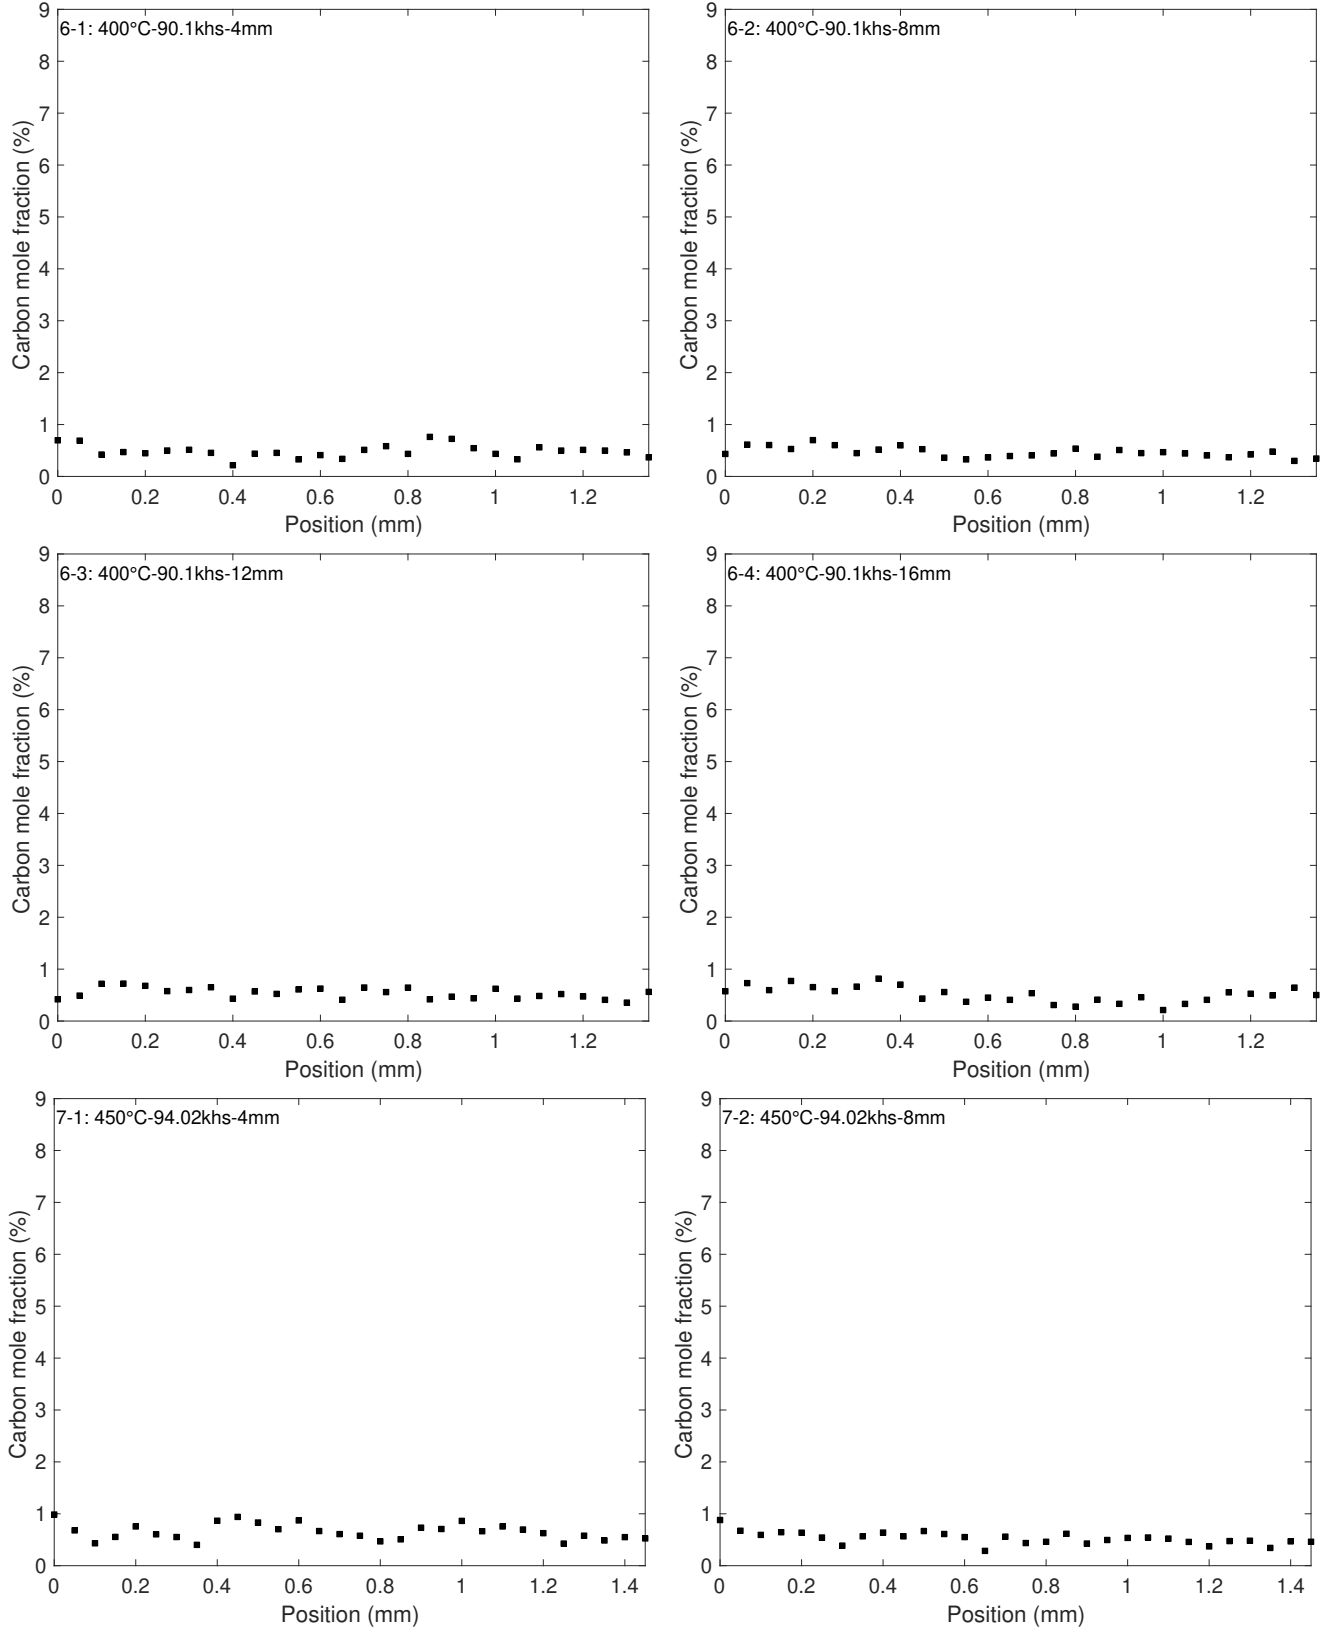 6-1: 400°C-90.1khs-4mm
9
8
7
6
5
4
3
2
1
0
Carbon mole fraction (%)
0 0.2 0.4 0.6 0.8 1 1.2
Position (mm)
6-2: 400°C-90.1khs-8mm
9
8
7
6
5
4
3
2
1
0
Carbon mole fraction (%)
0 0.2 0.4 0.6 0.8 1 1.2
Position (mm)
6-3: 400°C-90.1khs-12mm
9
8
7
6
5
4
3
2
1
0
Carbon mole fraction (%)
0 0.2 0.4 0.6 0.8 1 1.2
Position (mm)
6-4: 400°C-90.1khs-16mm
9
8
7
6
5
4
3
2
1
0
Carbon mole fraction (%)
0 0.2 0.4 0.6 0.8 1 1.2
Position (mm)
7-1: 450°C-94.02khs-4mm
9
8
7
6
5
4
3
2
1
0
Carbon mole fraction (%)
0 0.2 0.4 0.6 0.8 1 1.2 1.4
Position (mm)
7-2: 450°C-94.02khs-8mm
9
8
7
6
5
4
3
2
1
0
Carbon mole fraction (%)
0 0.2 0.4 0.6 0.8 1 1.2 1.4
Position (mm)